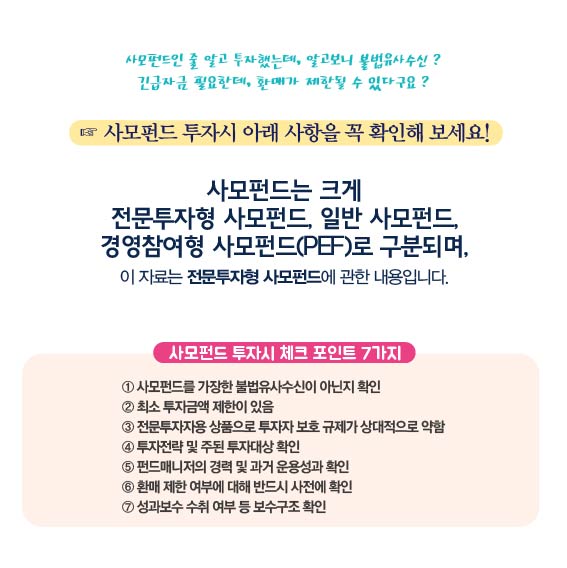 사모펀드인 줄 알고 투자했는데, 알고보니 불법유사수신?
긴급자금 필요한데, 환매가 제한될 수 있다구요?
☞ 사모펀드 투자시 아래 사항을 꼭 확인해 보세요!
사모펀드는 크게
전문투자형 사모펀드, 일반 사모펀드,
경영참여형 사모펀드(PEF)로 구분되며,
이 자료는 전문투자형 사모펀드에 관한 내용입니다.
사모펀드 투자시 체크 포인트 7가지
① 사모펀드를 가장한 불법유사수신이 아닌지 확인
② 최소 투자금액 제한이 있음
③ 전문투자자용 상품으로 투자자 보호 규제가 상대적으로 약함
④ 투자전략 및 주된 투자대상 확인
⑤ 펀드매니저의 경력 및 과거 운용성과 확인
⑥ 환매 제한 여부에 대해 반드시 사전에 확인
⑦ 성과보수 수취 여부 등 보수구조 확인